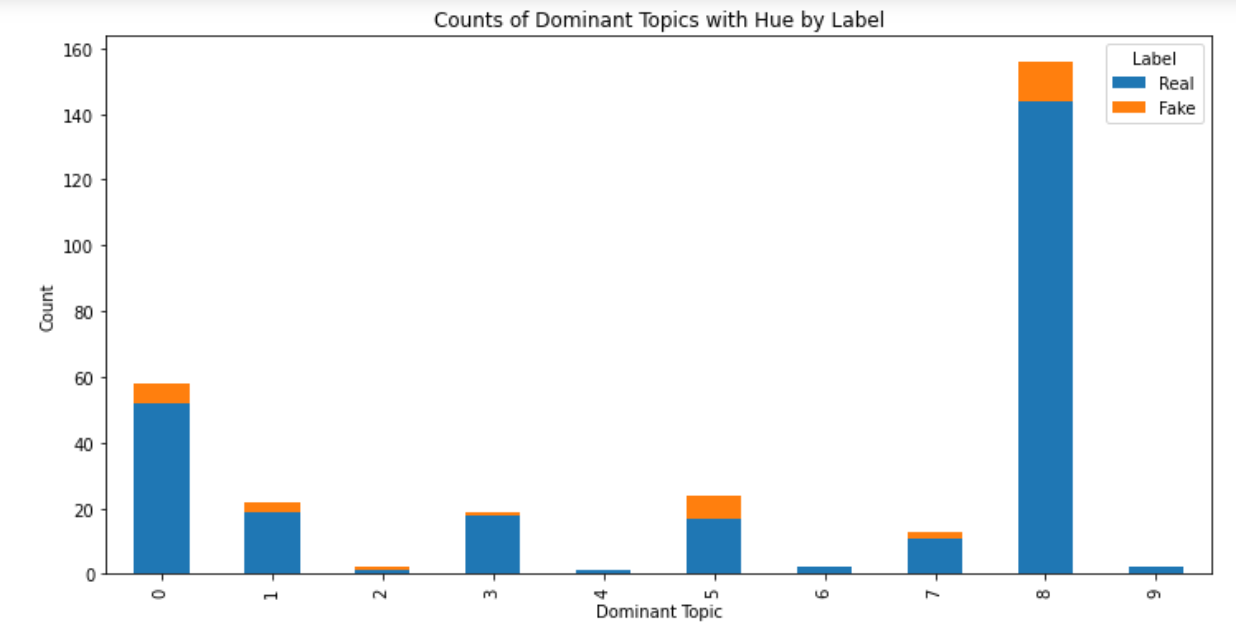 Counts of Dominant Topics with Hue by Label
160
140
120
100
80
60
40
20
0
Count
Label
Real
Fake
0 1 2 3 4 5 6 7 8 9
Dominant Topic